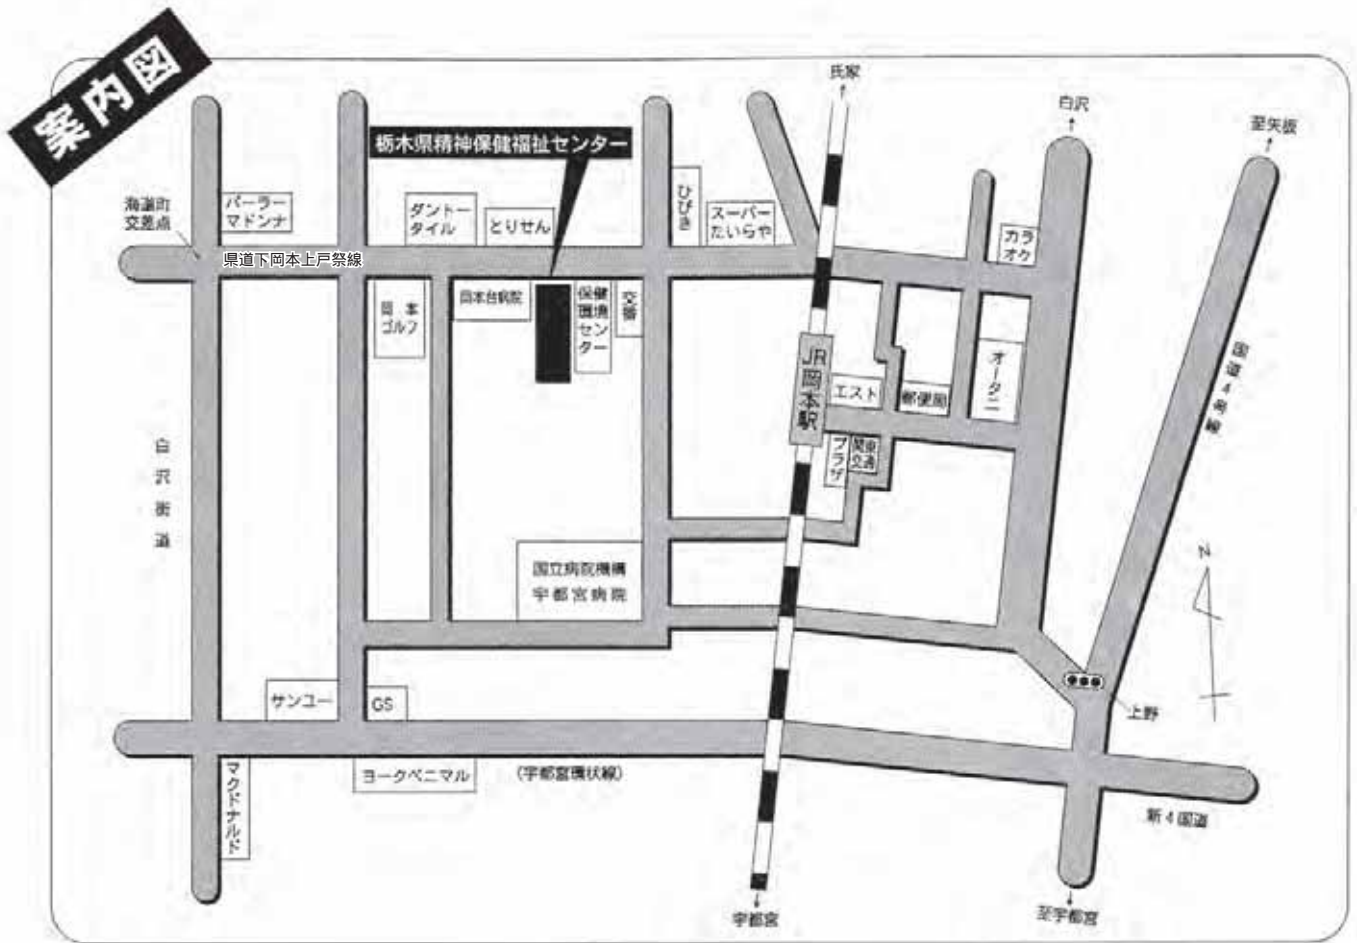 案内図
氏家
白沢
至矢板
栃木県精神保健福祉センター
海道町
交差点
パーラー
マドンナ
ダントー
タイル
とりせん
ひびき
スーパー
たいらや
カラ
オケ
県道下岡本上戸祭線
岡本
ゴルフ
岡本台病院
保健
環境
セン
ター
交番
JR岡本駅
エスト
郵便局
オータニ
国道4号線
プラザ
関東
交通
白沢街道
国立病院機構
宇都宮病院
N
サンユー
GS
上野
マクドナルド
ヨークベニマル
(宇都宮環状線)
新4国道
宇都宮
至宇都宮